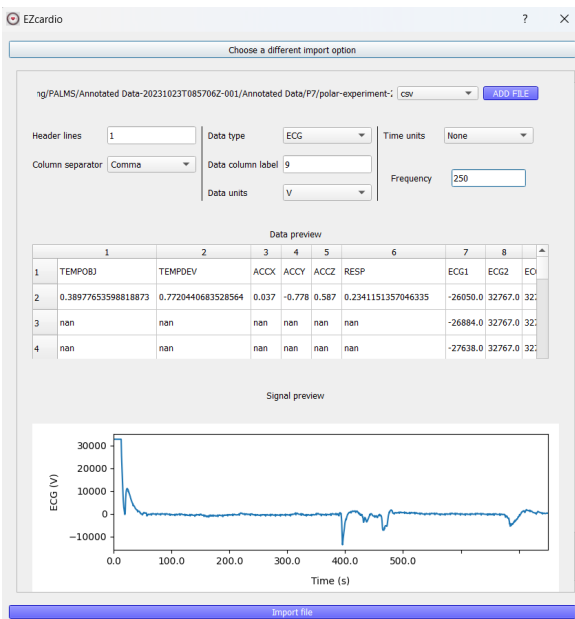 EZcardio ? ×
Choose a different import option
ng/PALMS/Annotated Data-20231023T085706Z-001/Annotated Data/P7/polar-experiment-2 csv ADD FILE
Header lines 1 Data type ECG Time units None
Column separator Comma Data column label 9
Frequency 250
Data units V
Data preview
1 2 3 4 5 6 7 8
1 TEMPOBJ TEMPDEV ACCX ACCY ACCZ RESP ECG1 ECG2
2 0.38977653598818873 0.7720440683528564 0.037 -0.778 0.587 0.2341151357046335 -26050.0 32767.0
3 nan nan nan nan nan nan -26884.0 32767.0
4 nan nan nan nan nan nan -27638.0 32767.0
Signal preview
30000
20000
10000
0
−10000
ECG (V)
0.0 100.0 200.0 300.0 400.0 500.0
Time (s)
Import file